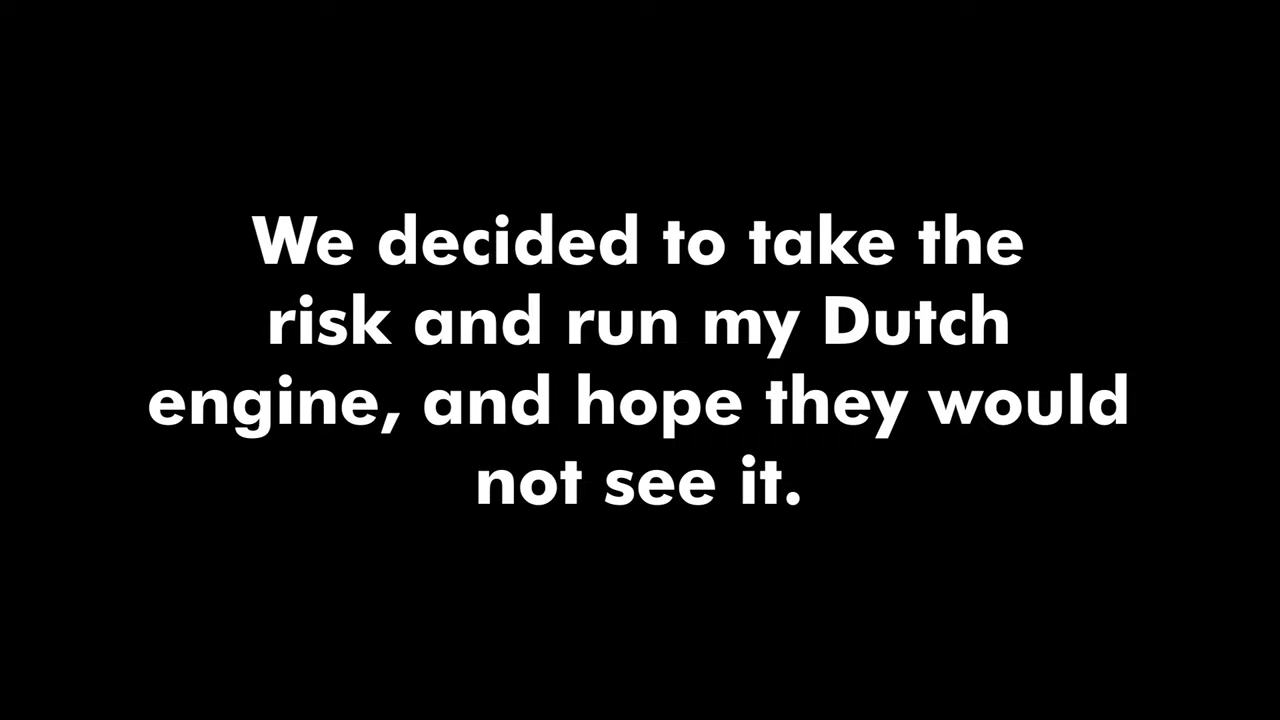 We decided to take the
risk and run my Dutch
engine, and hope they would
not see it.